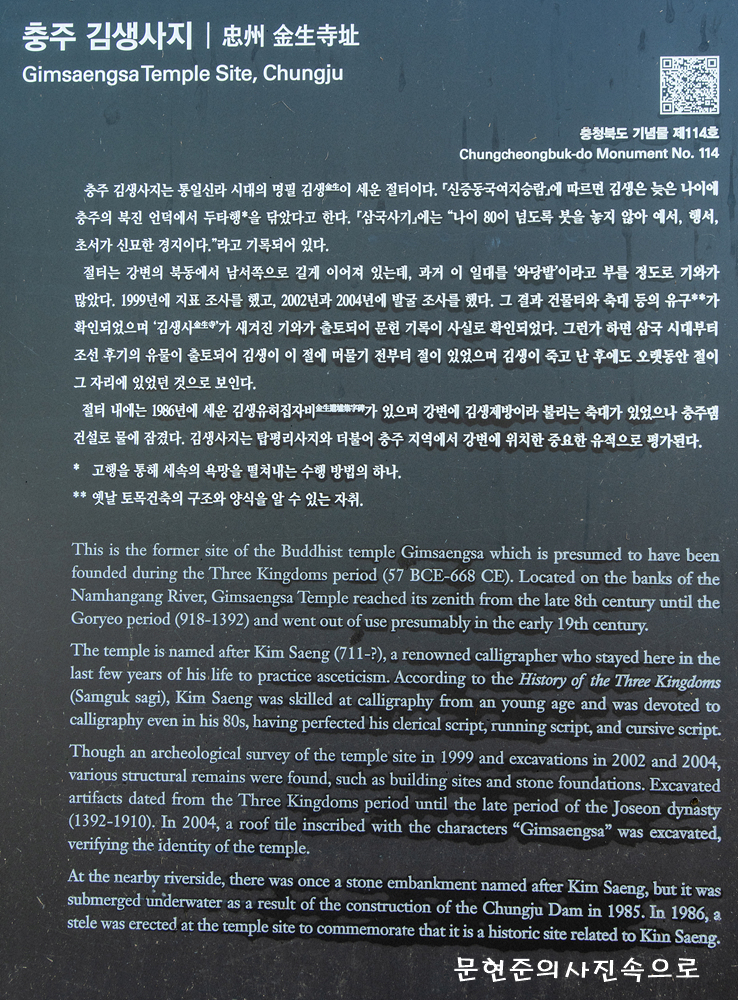 충주 김생사지 | 忠州 金生寺址
Gimsaengsa Temple Site, Chungju
충청북도 기념물 제114호
Chungcheongbuk-do Monument No. 114
충주 김생사지는 통일신라 시대의 명필 김생金生이 세운 절터이다. 『신증동국여지승람』에 따르면 김생은 늦은 나이에
충주의 북진 언덕에서 두타행*을 닦았다고 한다. 『삼국사기』에는 “나이 80이 넘도록 붓을 놓지 않아 예서, 행서,
초서가 신묘한 경지이다.”라고 기록되어 있다.
절터는 강변의 북동에서 남서쪽으로 길게 이어져 있는데, 과거 이 일대를 ‘와당밭’이라고 부를 정도로 기와가
많았다. 1999년에 지표 조사를 했고, 2002년과 2004년에 발굴 조사를 했다. 그 결과 건물터와 축대 등의 유구**가
확인되었으며 ‘김생사金生寺’가 새겨진 기와가 출토되어 문헌 기록이 사실로 확인되었다. 그런가 하면 삼국 시대부터
조선 후기의 유물이 출토되어 김생이 이 절에 머물기 전부터 절이 있었으며 김생이 죽고 난 후에도 오랫동안 절이
그 자리에 있었던 것으로 보인다.
절터 내에는 1986년에 세운 김생유허집자비金生遺墟集字碑가 있으며 강변에 김생제방이라 불리는 축대가 있었으나 충주댐
건설로 물에 잠겼다. 김생사지는 탑평리사지와 더불어 충주 지역에서 강변에 위치한 중요한 유적으로 평가된다.
* 고행을 통해 세속의 욕망을 떨쳐내는 수행 방법의 하나.
** 옛날 토목건축의 구조와 양식을 알 수 있는 자취.
This is the former site of the Buddhist temple Gimsaengsa which is presumed to have been
founded during the Three Kingdoms period (57 BCE-668 CE). Located on the banks of the
Namhangang River, Gimsaengsa Temple reached its zenith from the late 8th century until the
Goryeo period (918-1392) and went out of use presumably in the early 19th century.
The temple is named after Kim Saeng (711-?), a renowned calligrapher who stayed here in the
last few years of his life to practice asceticism. According to the History of the Three Kingdoms
(Samguk sagi), Kim Saeng was skilled at calligraphy from an young age and was devoted to
calligraphy even in his 80s, having perfected his clerical script, running script, and cursive script.
Though an archeological survey of the temple site in 1999 and excavations in 2002 and 2004,
various structural remains were found, such as building sites and stone foundations. Excavated
artifacts dated from the Three Kingdoms period until the late period of the Joseon dynasty
(1392-1910). In 2004, a roof tile inscribed with the characters “Gimsaengsa” was excavated,
verifying the identity of the temple.
At the nearby riverside, there was once a stone embankment named after Kim Saeng, but it was
submerged underwater as a result of the construction of the Chungju Dam in 1985. In 1986, a
stele was erected at the temple site to commemorate that it is a historic site related to Kim Saeng.
문현준의사진속으로